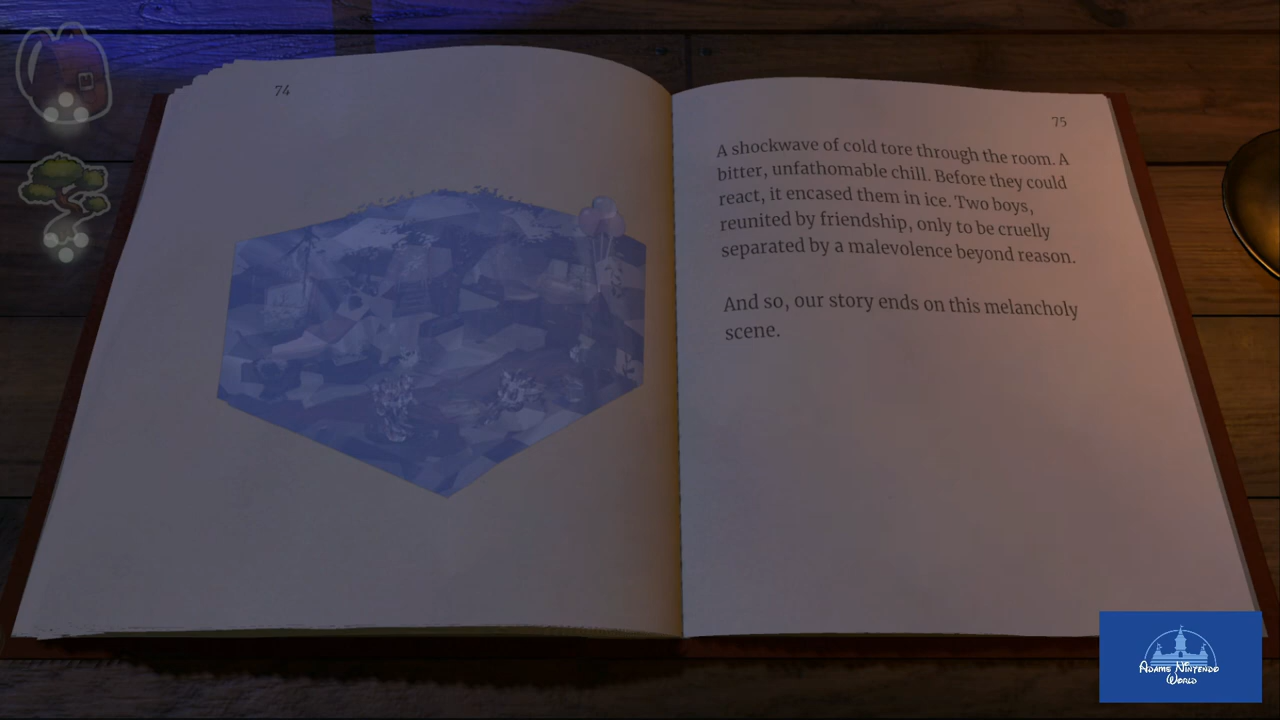 74
75
A shockwave of cold tore through the room. A
bitter, unfathomable chill. Before they could
react, it encased them in ice. Two boys,
reunited by friendship, only to be cruelly
separated by a malevolence beyond reason.
And so, our story ends on this melancholy
scene.
Adams Nintendo
World